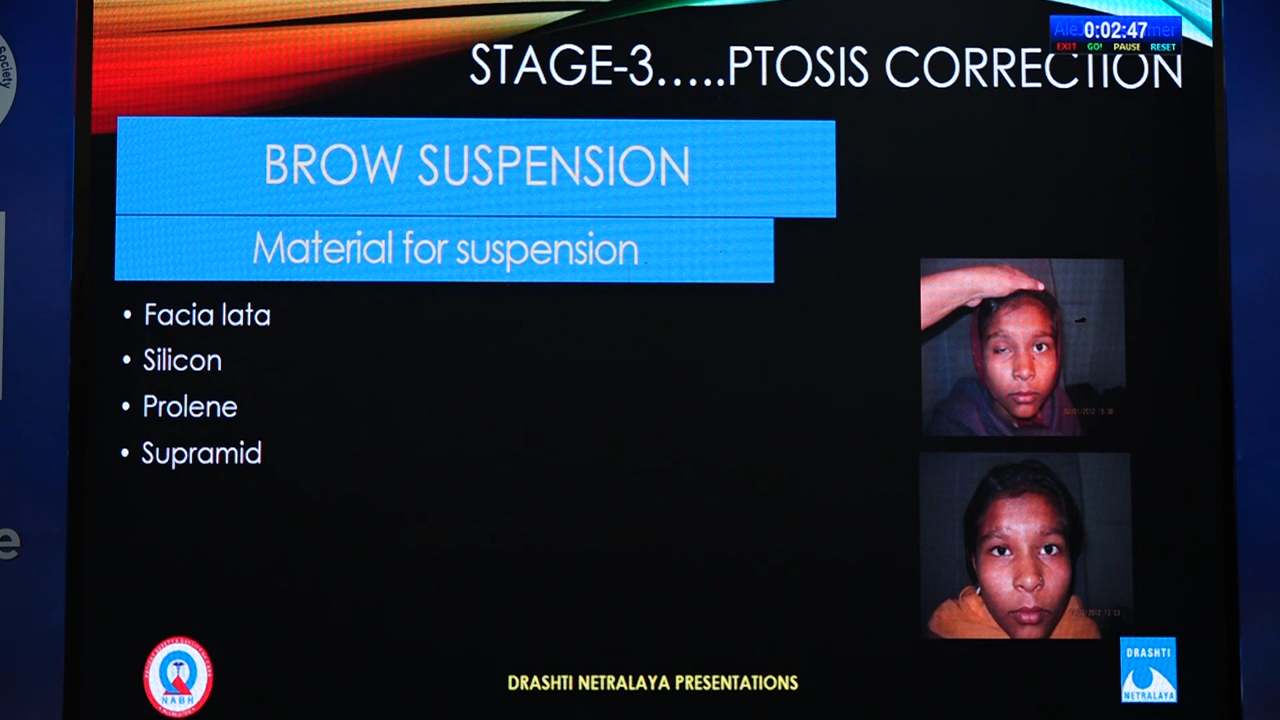 Society
0:02:47
EXIT GO! PAUSE RESET
STAGE-3.....PTOSIS CORRECTION
BROW SUSPENSION
Material for suspension
• Facia lata
• Silicon
• Prolene
• Supramid
e
NABH
DRASHTI NETRALAYA PRESENTATIONS
DRASHTI
NETRALAYA